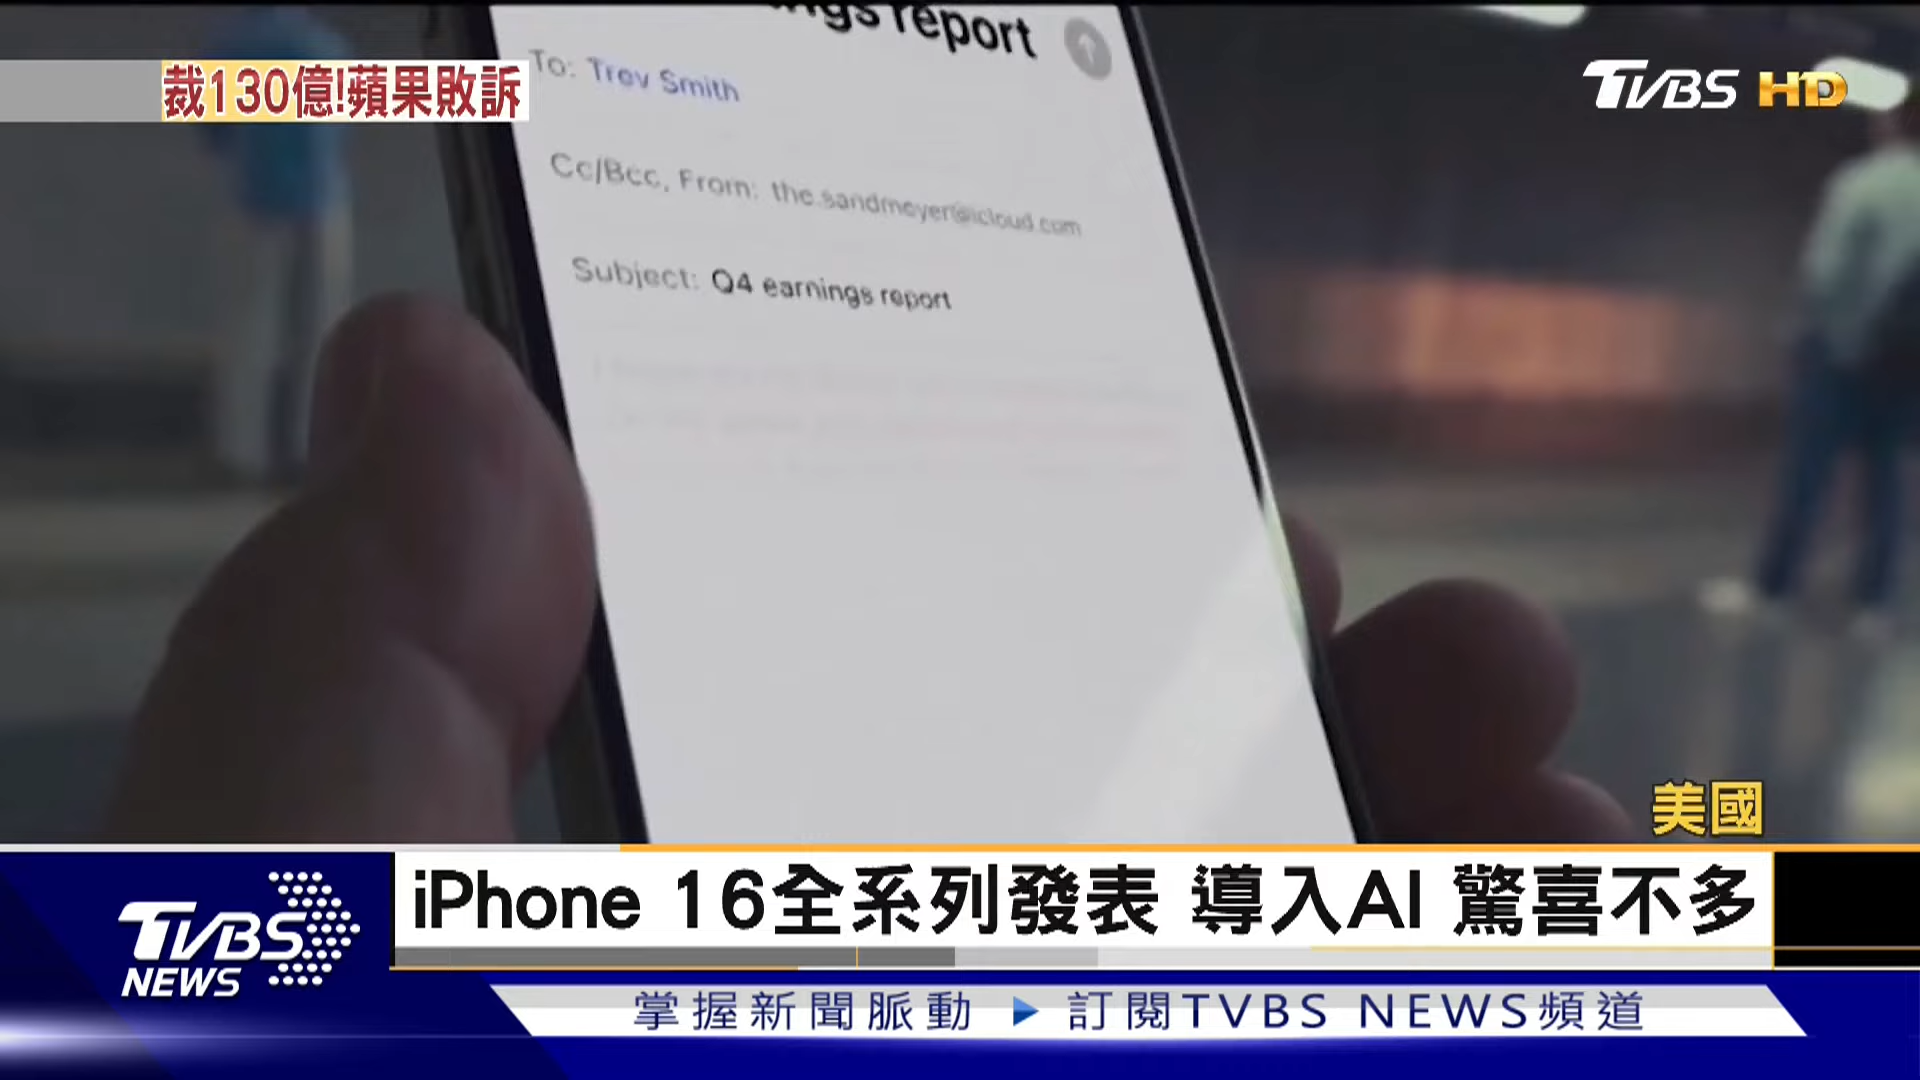 裁130億!蘋果敗訴
TVBS HD
ngs report
To: Trev Smith
Cc/Bcc, From: the.sandmeyer@icloud.com
Subject: Q4 earnings report
美國
iPhone 16全系列發表 導入AI 驚喜不多
TVBS
NEWS
掌握新聞脈動 ▶ 訂閱TVBS NEWS頻道